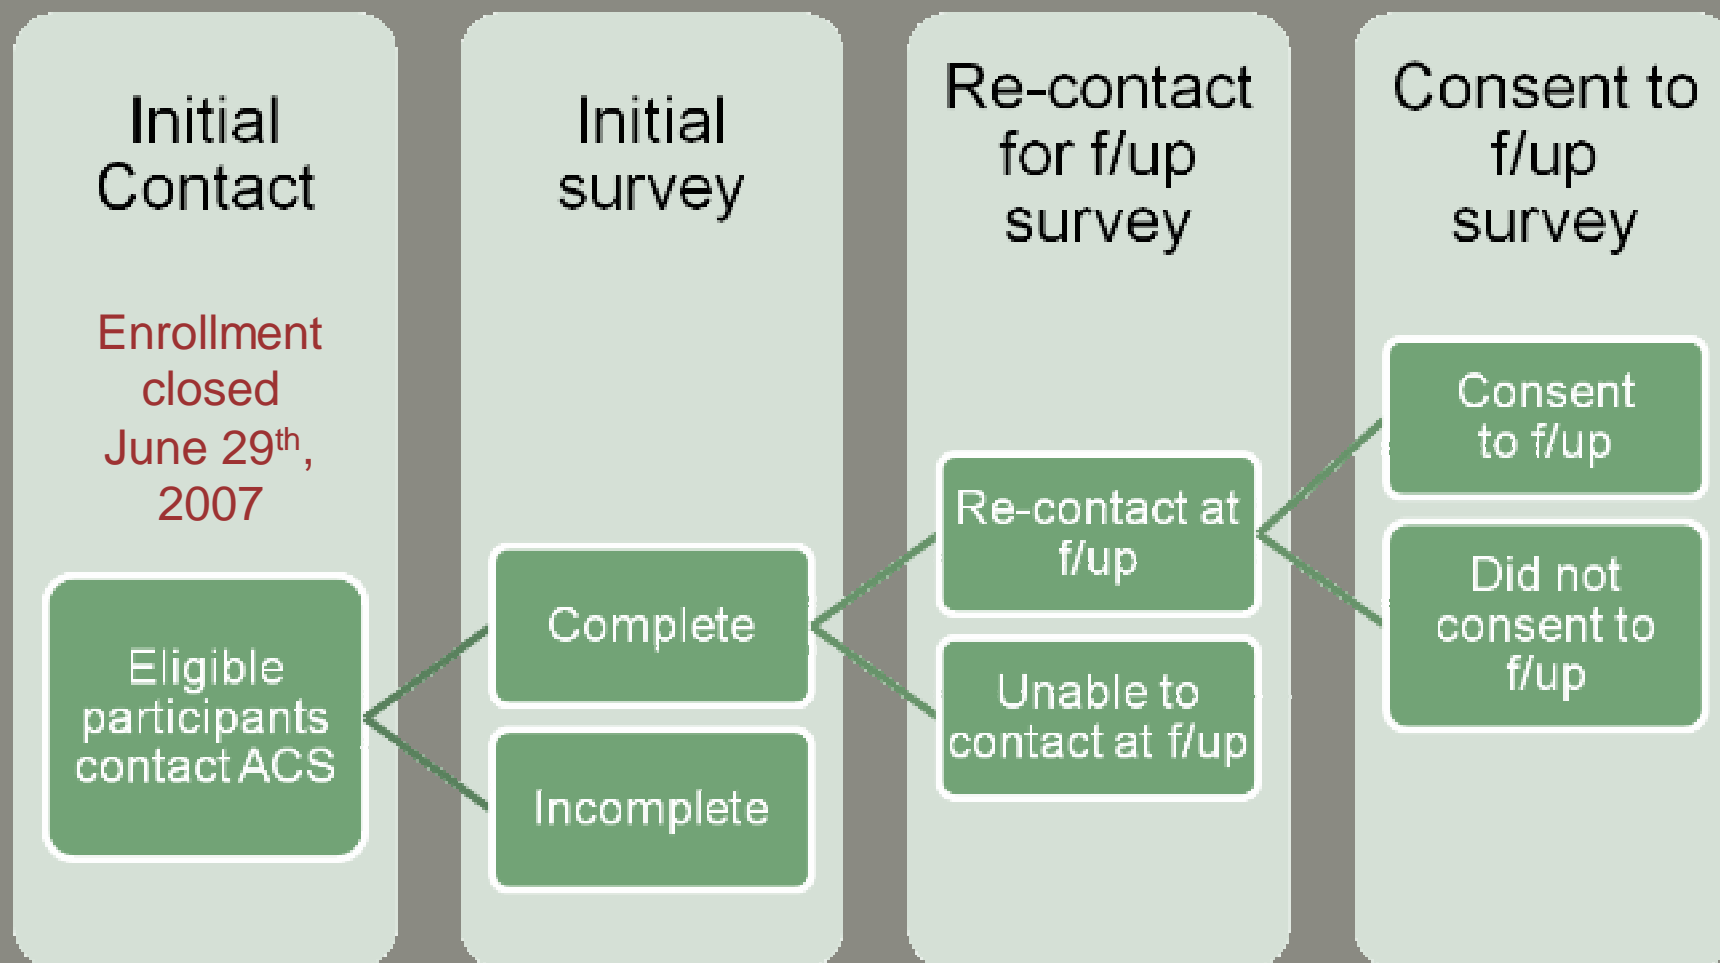 Initial
Contact
Enrollment
closed
June 29th,
2007
Eligible
participants
contact ACS
Initial
survey
Complete
Incomplete
Re-contact
for f/up
survey
Re-contact at
f/up
Unable to
contact at f/up
Consent to
f/up
survey
Consent
to f/up
Did not
consent to
f/up